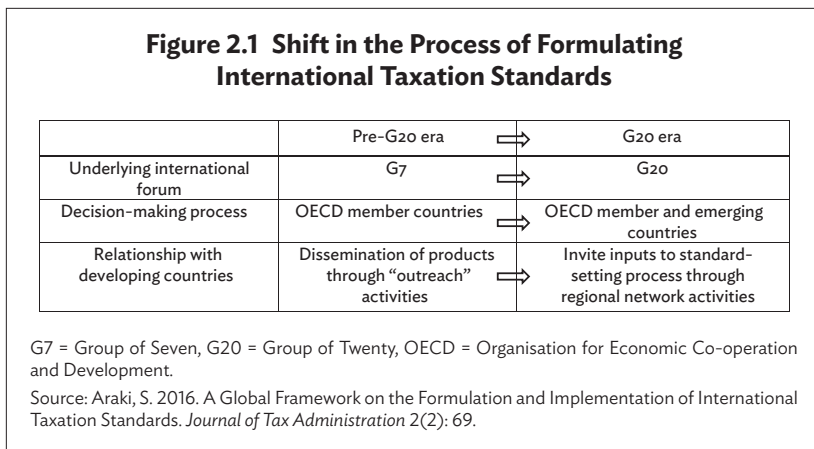 Figure 2.1 Shift in the Process of Formulating
International Taxation Standards
Pre-G20 era ⇨ G20 era
Underlying international
forum
G7 ⇨ G20
Decision-making process
OECD member countries ⇨ OECD member and emerging
countries
Relationship with
developing countries
Dissemination of products
through “outreach”
activities
⇨
Invite inputs to standard-
setting process through
regional network activities
G7 = Group of Seven, G20 = Group of Twenty, OECD = Organisation for Economic Co-operation
and Development.
Source: Araki, S. 2016. A Global Framework on the Formulation and Implementation of International
Taxation Standards. Journal of Tax Administration 2(2): 69.